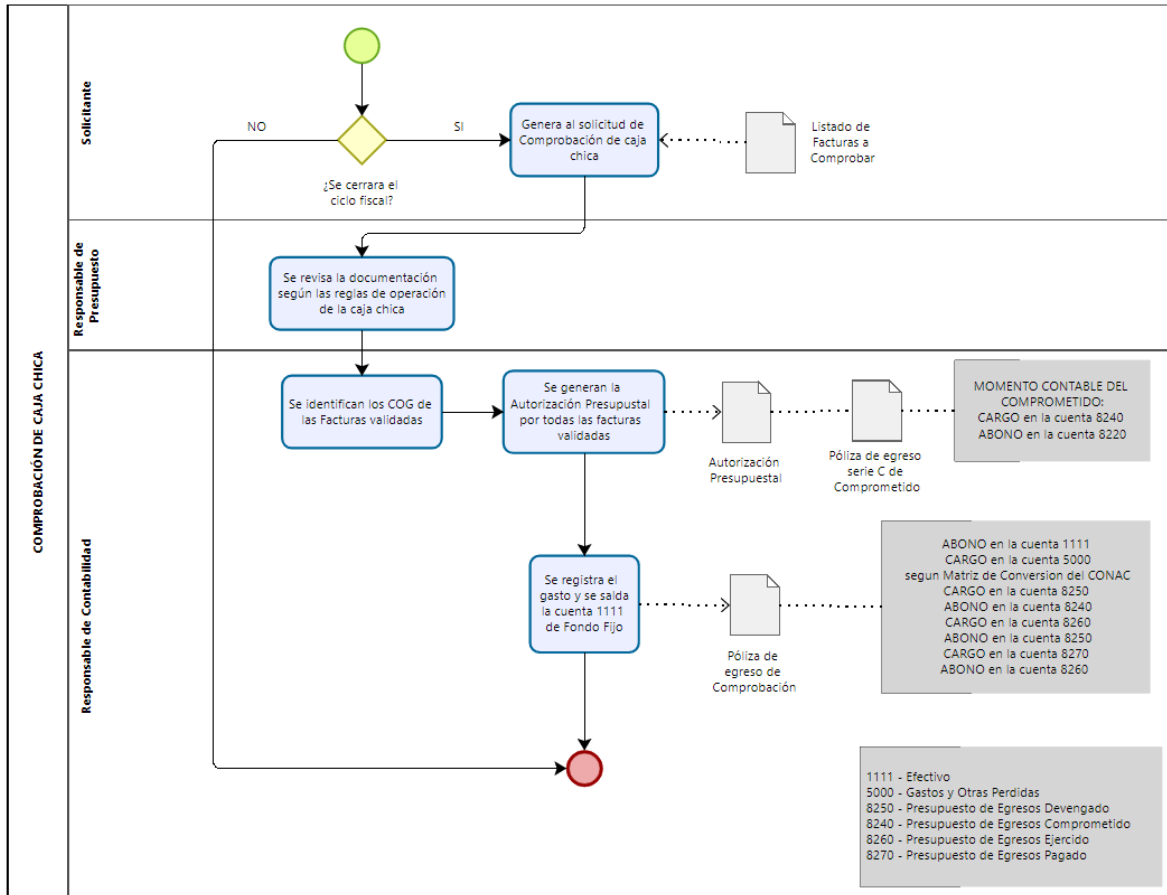 COMPROBACIÓN DE CAJA CHICA
Solicitante
NO
SI
¿Se cerrara el
ciclo fiscal?
Genera al solicitud de
Comprobación de caja
chica
Listado de
Facturas a
Comprobar
Responsable de
Presupuesto
Se revisa la documentación
según las reglas de operación
de la caja chica
Responsable de Contabilidad
Se identifican los COG de
las Facturas validadas
Se generan la
Autorización Presupustal
por todas las facturas
validadas
Autorización
Presupuestal
Póliza de egreso
serie C de
Comprometido
MOMENTO CONTABLE DEL
COMPROMETIDO:
CARGO en la cuenta 8240
ABONO en la cuenta 8220
Se registra el
gasto y se salda
la cuenta 1111
de Fondo Fijo
Póliza de
egreso de
Comprobación
ABONO en la cuenta 1111
CARGO en la cuenta 5000
segun Matriz de Conversion del CONAC
CARGO en la cuenta 8250
ABONO en la cuenta 8240
CARGO en la cuenta 8260
ABONO en la cuenta 8250
CARGO en la cuenta 8270
ABONO en la cuenta 8260
1111 - Efectivo
5000 - Gastos y Otras Perdidas
8250 - Presupuesto de Egresos Devengado
8240 - Presupuesto de Egresos Comprometido
8260 - Presupuesto de Egresos Ejercido
8270 - Presupuesto de Egresos Pagado